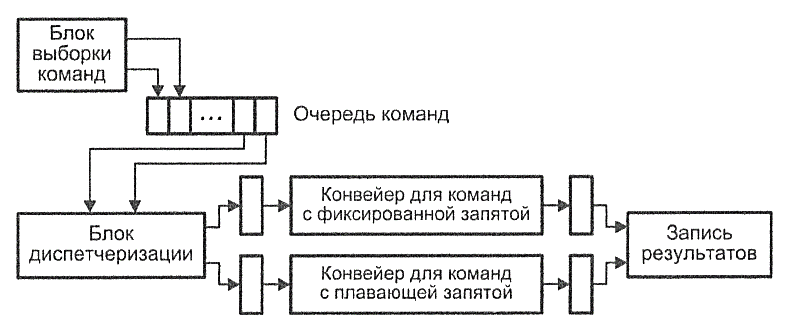 Блок
выборки
команд
...
Очередь команд
Конвейер для команд
с фиксированной запятой
Блок
диспетчеризации
Запись
результатов
Конвейер для команд
с плавающей запятой